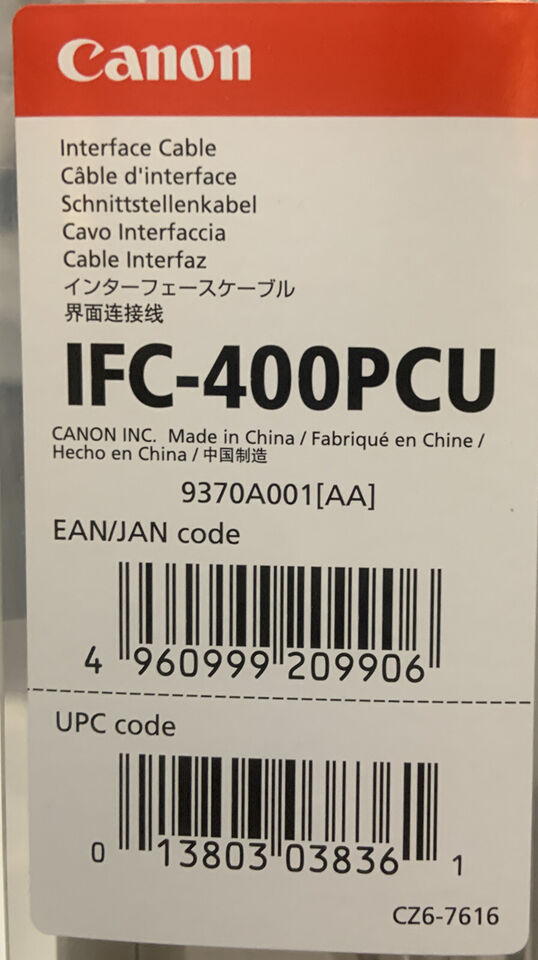 Canon
Interface Cable
Câble d'interface
Schnittstellenkabel
Cavo Interfaccia
Cable Interfaz
インターフェースケーブル
界面连接线
IFC-400PCU
CANON INC. Made in China / Fabriqué en Chine /
Hecho en China / 中国制造
9370A001[AA]
EAN/JAN code
4 960999 209906
UPC code
0 13803 03836 1
CZ6-7616